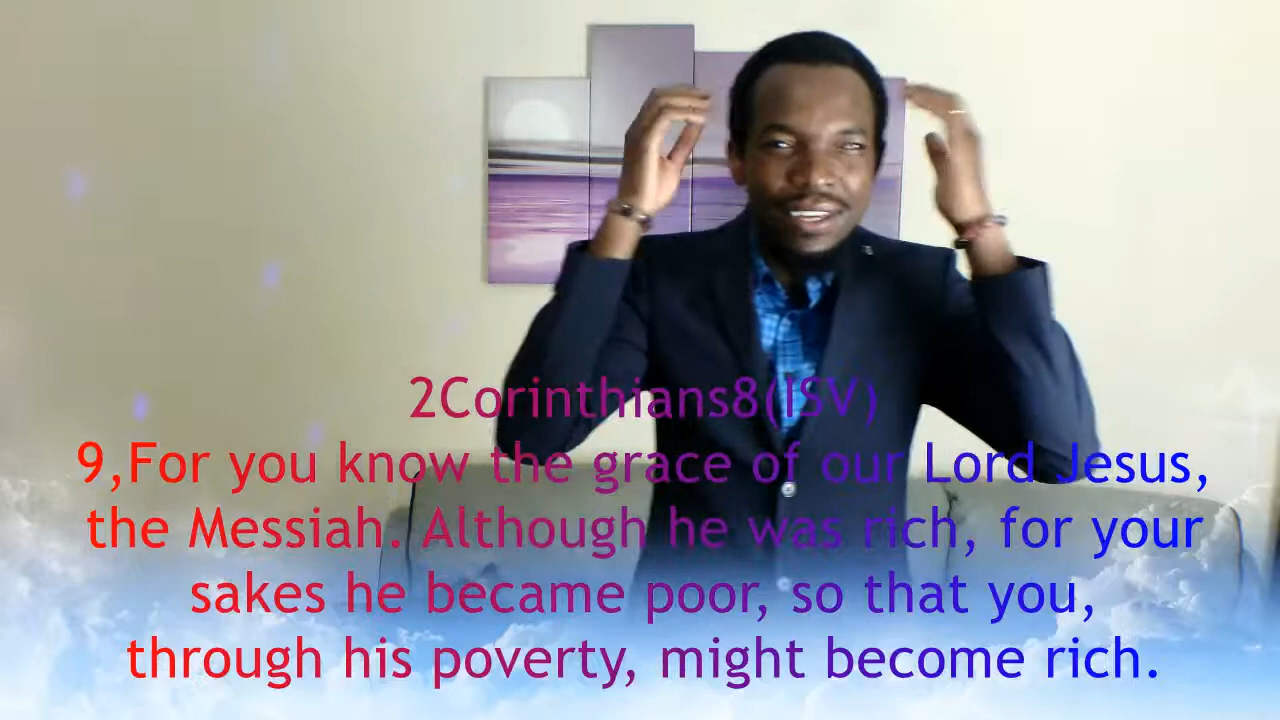 2Corinthians8(ISV)
9,For you know the grace of our Lord Jesus,
the Messiah. Although he was rich, for your
sakes he became poor, so that you,
through his poverty, might become rich.